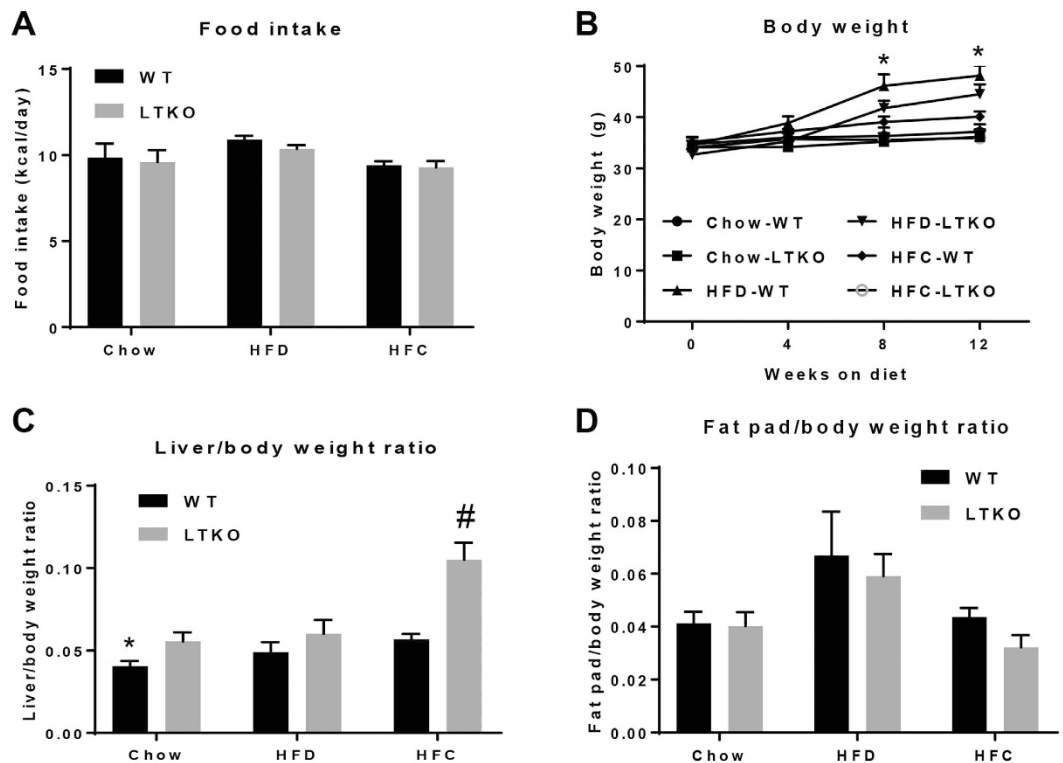 A
Food intake
Food intake (kcal/day)
15
10
5
0
WT
LTKO
Chow
HFD
HFC
B
Body weight
Body weight (g)
50
40
30
20
10
0
*
*
Chow-WT
Chow-LTKO
HFD-WT
HFD-LTKO
HFC-WT
HFC-LTKO
0
4
8
12
Weeks on diet
C
Liver/body weight ratio
Liver/body weight ratio
0.15
0.10
0.05
0.00
WT
LTKO
*
#
Chow
HFD
HFC
D
Fat pad/body weight ratio
Fat pad/body weight ratio
0.10
0.08
0.06
0.04
0.02
0.00
WT
LTKO
Chow
HFD
HFC